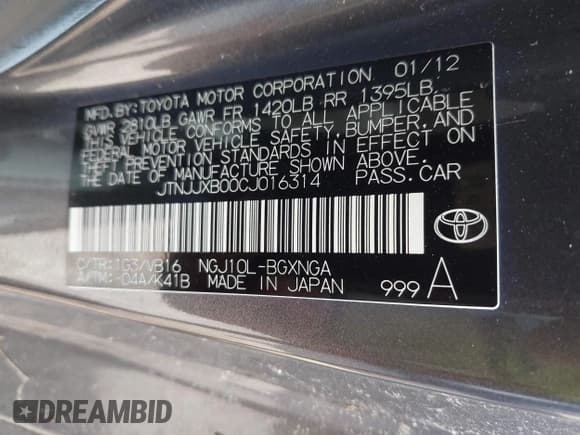 MFD. BY: TOYOTA MOTOR CORPORATION. 01/12
GVWR 2810LB GAWR FR 1420LB RR 1395LB
THIS VEHICLE CONFORMS TO ALL APPLICABLE
FEDERAL MOTOR VEHICLE SAFETY, BUMPER, AND
THEFT PREVENTION STANDARDS IN EFFECT ON
THE DATE OF MANUFACTURE SHOWN ABOVE.
JTNJJXB00CJ016314 PASS. CAR
C/TR: 1G3/VB16 NGJ10L-BGXNGA
A/TM: -04A/K41B MADE IN JAPAN 999 A
DREAMBID